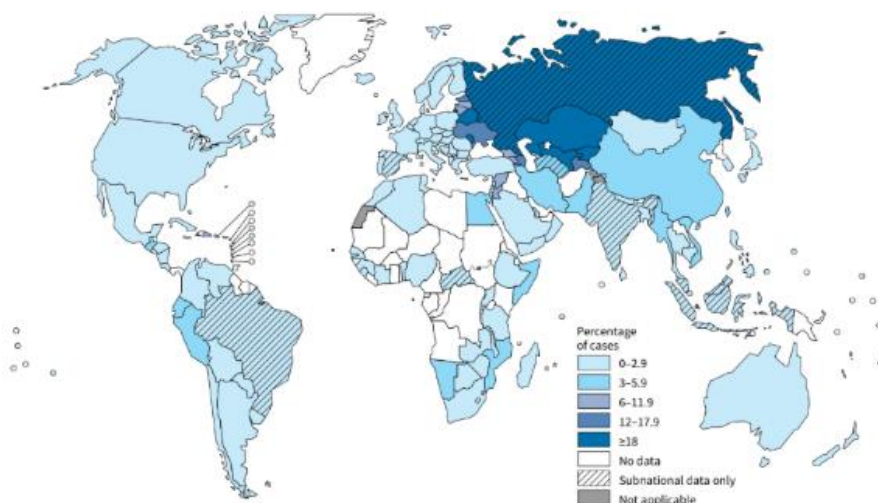 Percentage
of cases
0–2.9
3–5.9
6–11.9
12–17.9
≥18
No data
Subnational data only
Not applicable